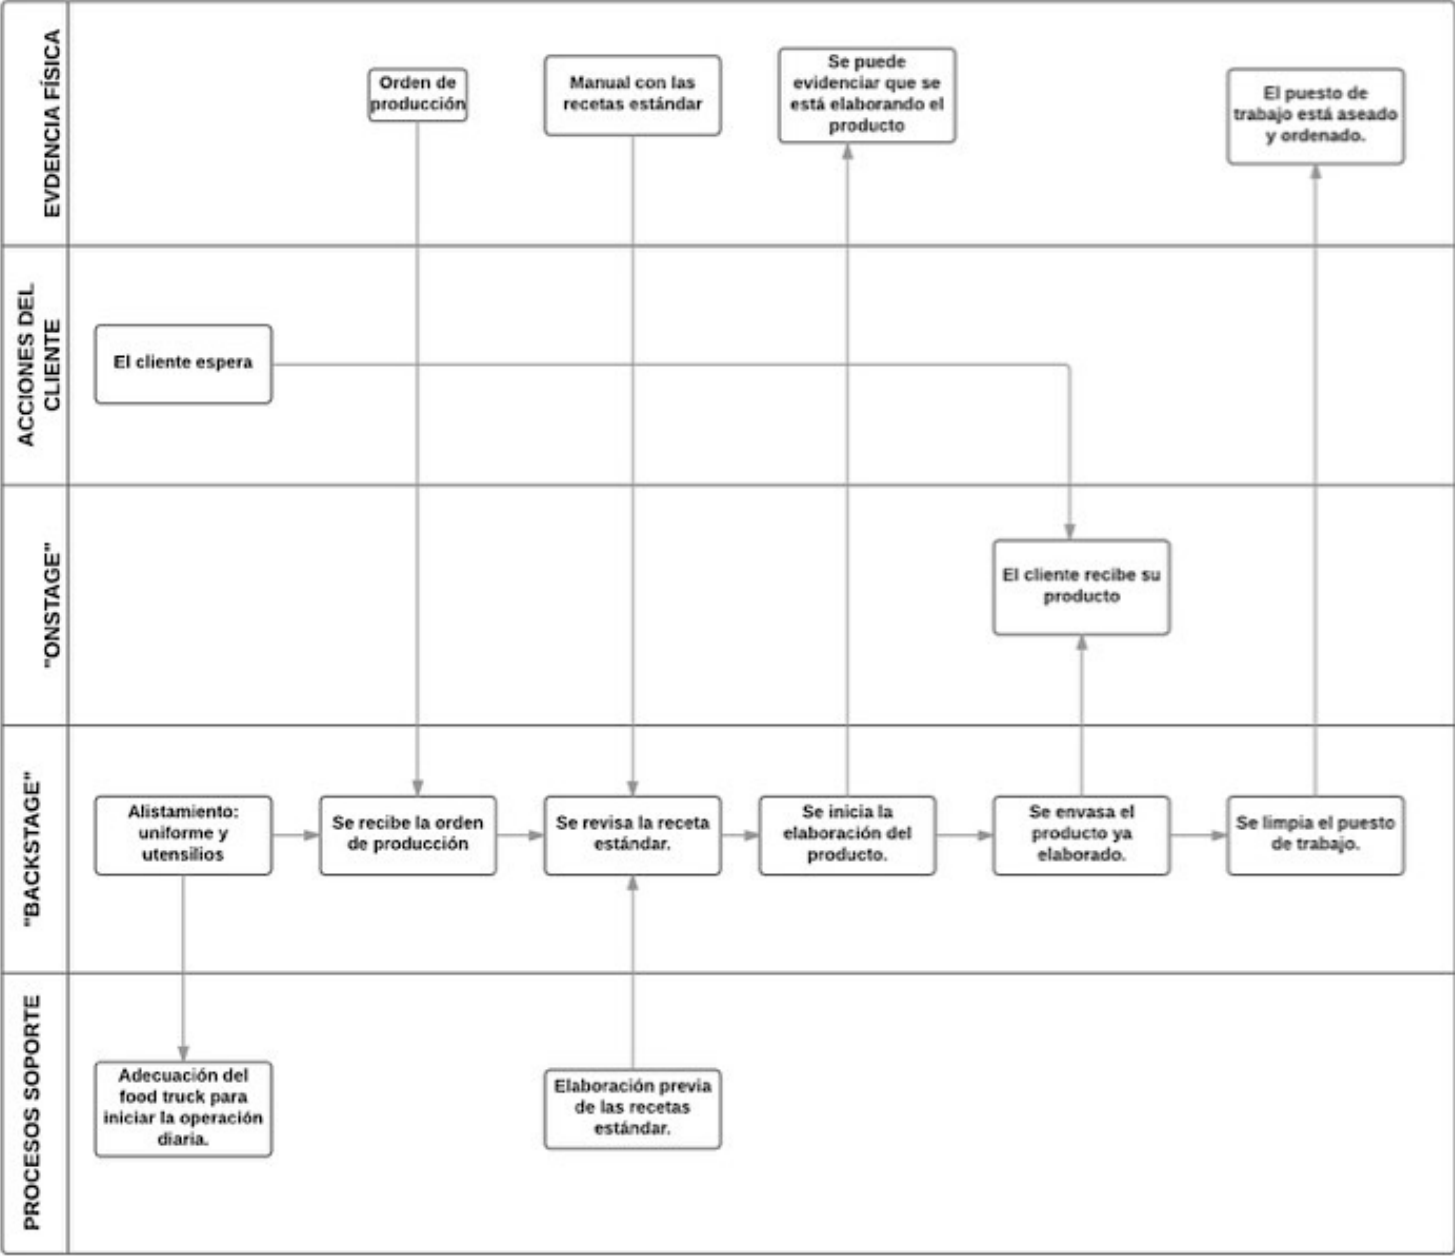 EVDENCIA FÍSICA
Orden de
producción
Manual con las
recetas estándar
Se puede
evidenciar que se
está elaborando el
producto
El puesto de
trabajo está aseado
y ordenado.
ACCIONES DEL
CLIENTE
El cliente espera
"ONSTAGE"
El cliente recibe su
producto
"BACKSTAGE"
Alistamiento:
uniforme y
utensilios
Se recibe la orden
de producción
Se revisa la receta
estándar.
Se inicia la
elaboración del
producto.
Se envasa el
producto ya
elaborado.
Se limpia el puesto
de trabajo.
PROCESOS SOPORTE
Adecuación del
food truck para
iniciar la operación
diaria.
Elaboración previa
de las recetas
estándar.